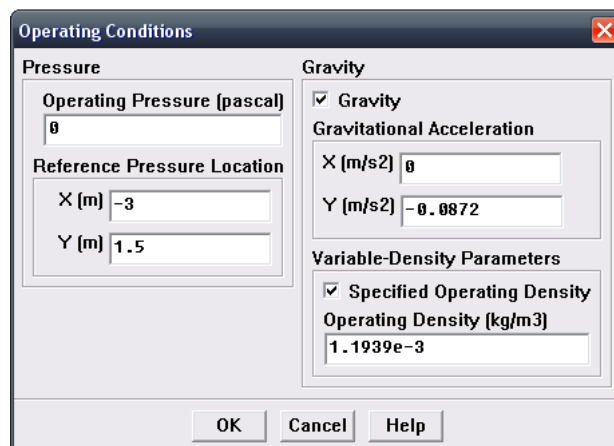 Operating Conditions
Pressure
Operating Pressure (pascal)
0
Reference Pressure Location
X (m) -3
Y (m) 1.5
Gravity
Gravity
Gravitational Acceleration
X (m/s2) 0
Y (m/s2) -0.0872
Variable-Density Parameters
Specified Operating Density
Operating Density (kg/m3)
1.1939e-3
OK Cancel Help